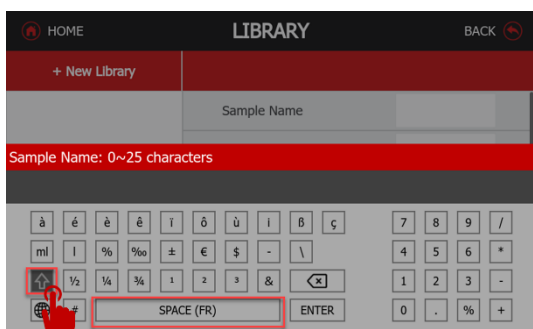 HOME LIBRARY BACK
+ New Library
Sample Name
Sample Name: 0~25 characters
à é è ê ï ô ù i ß ç 7 8 9 /
ml l % ‰ ± € $ - \ 4 5 6 *
½ ¼ ¾ ¹ ² ³ & 1 2 3 -
# SPACE (FR) ENTER 0 . % +